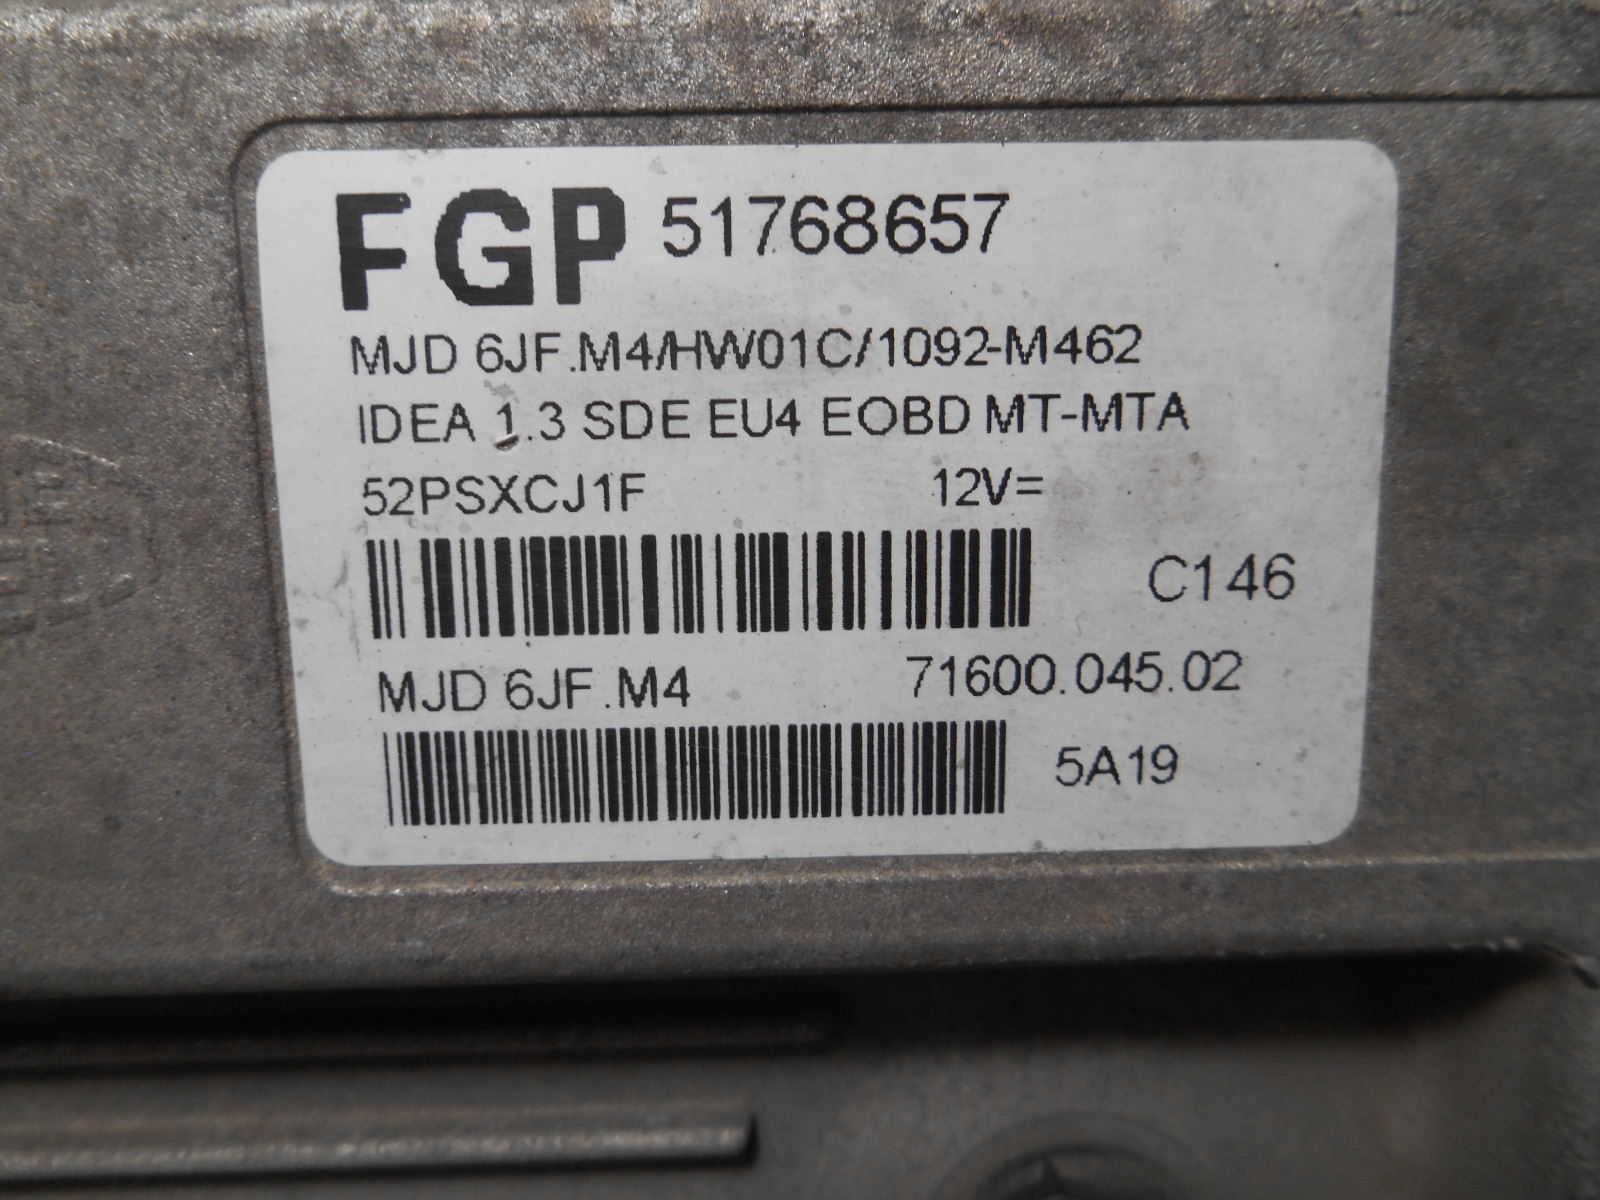 FGP 51768657
MJD 6JF.M4/HW01C/1092-M462
IDEA 1.3 SDE EU4 EOBD MT-MTA
52PSXCJ1F 12V=
C146
MJD 6JF.M4 71600.045.02
5A19